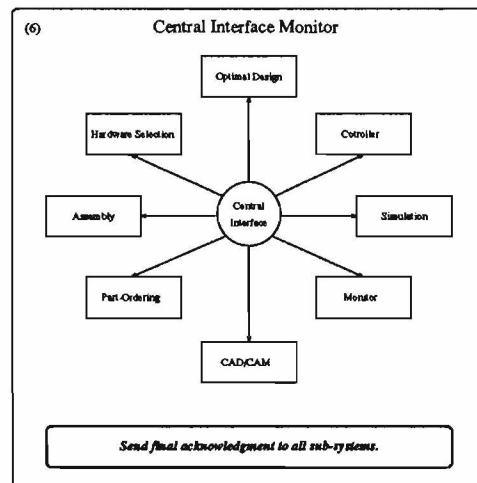 (6)
Central Interface Monitor
Optimal Design
Hardware Selection
Cotroller
Assembly
Central
Interface
Simulation
Part-Ordering
Monitor
CAD/CAM
Send final acknowledgment to all sub-systems.